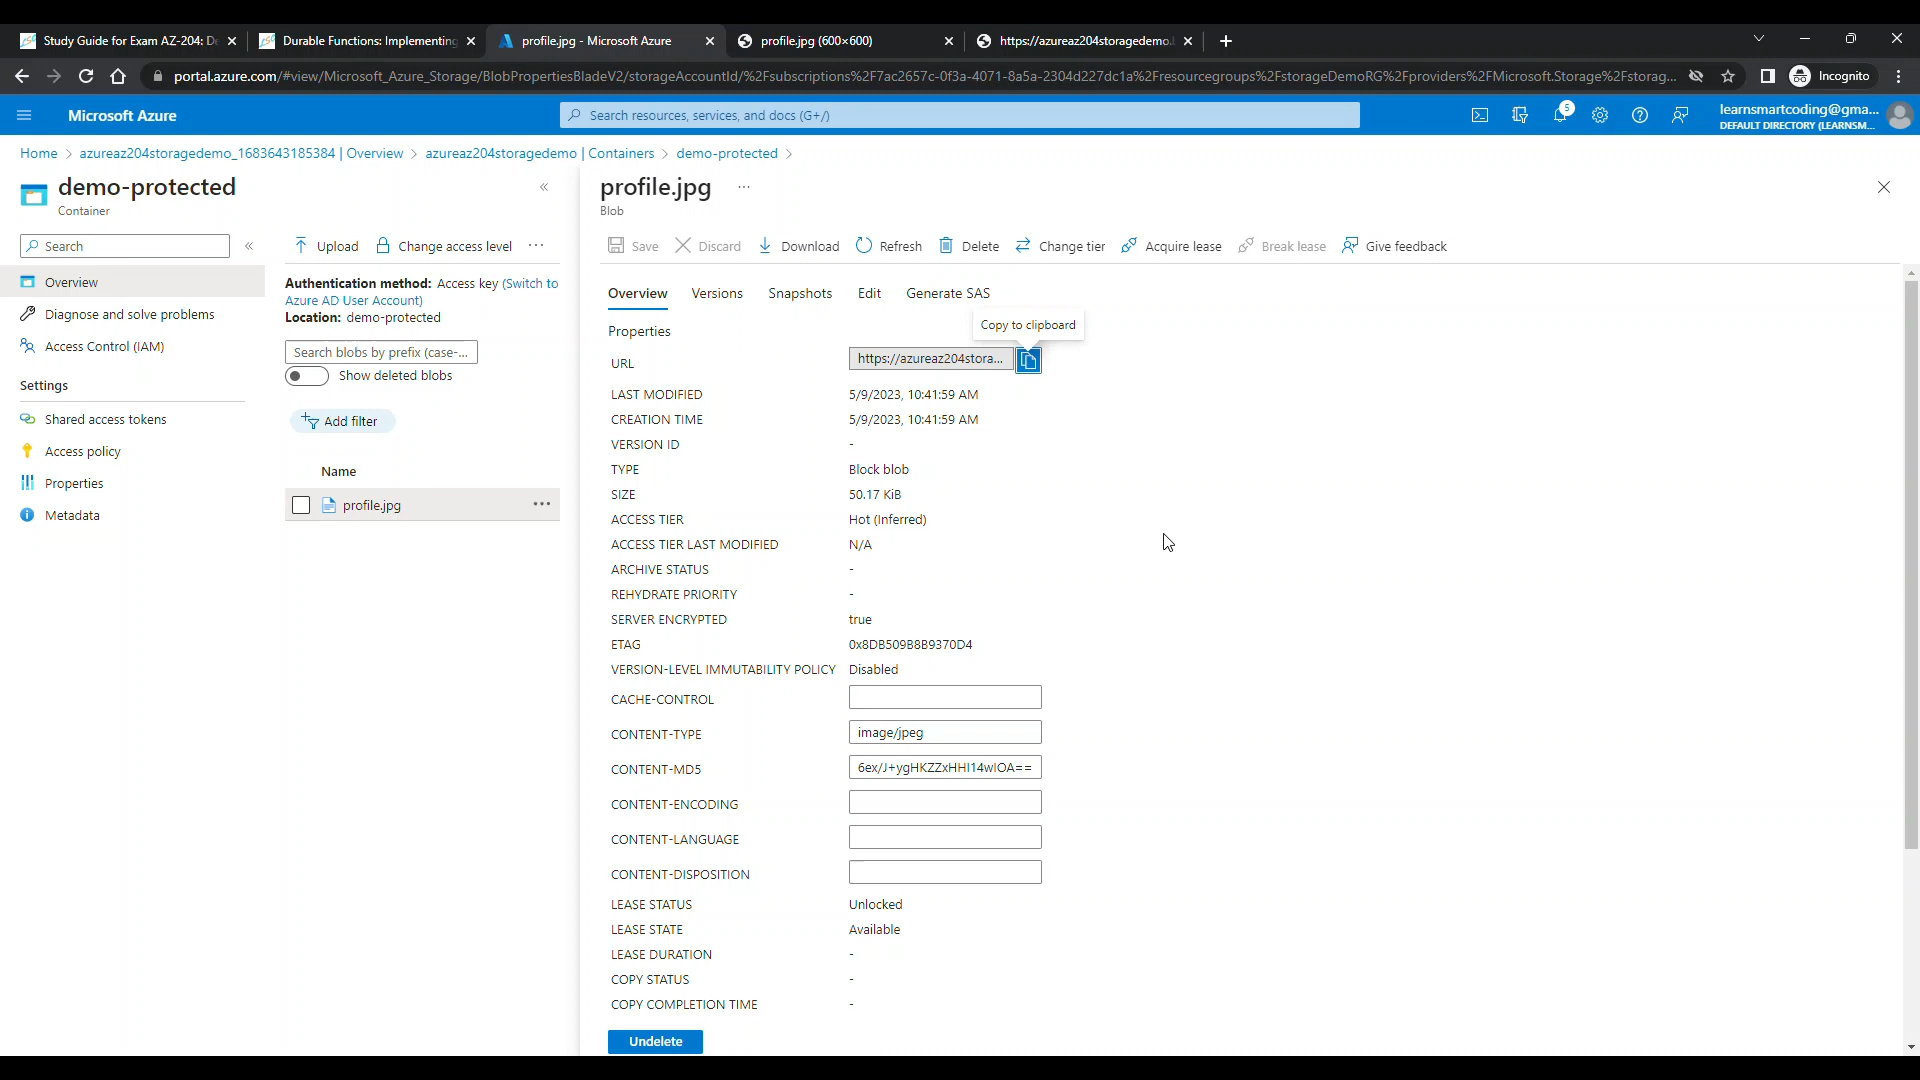 Study Guide for Exam AZ-204: De
Durable Functions: Implementing
profile.jpg - Microsoft Azure
profile.jpg (600×600)
https://azureaz204storagedemo.
portal.azure.com/#view/Microsoft_Azure_Storage/BlobPropertiesBladeV2/storageAccountId/%2Fsubscriptions%2F7ac2657c-0f3a-4071-8a5a-2304d227dc1a%2Fresourcegroups%2FstorageDemoRG%2Fproviders%2FMicrosoft.Storage%2Fstorag...
Incognito
Microsoft Azure
Search resources, services, and docs (G+/)
5
learnsmartcoding@gma...
DEFAULT DIRECTORY (LEARNSM...
Home > azureaz204storagedemo_1683643185384 | Overview > azureaz204storagedemo | Containers > demo-protected >
demo-protected
Container
Search
Overview
Diagnose and solve problems
Access Control (IAM)
Settings
Shared access tokens
Access policy
Properties
Metadata
Upload
Change access level
Authentication method: Access key (Switch to
Azure AD User Account)
Location: demo-protected
Search blobs by prefix (case-...
Show deleted blobs
Add filter
Name
profile.jpg
profile.jpg
Blob
Save
Discard
Download
Refresh
Delete
Change tier
Acquire lease
Break lease
Give feedback
Overview
Versions
Snapshots
Edit
Generate SAS
Copy to clipboard
Properties
URL https://azureaz204stora...
LAST MODIFIED 5/9/2023, 10:41:59 AM
CREATION TIME 5/9/2023, 10:41:59 AM
VERSION ID -
TYPE Block blob
SIZE 50.17 KiB
ACCESS TIER Hot (Inferred)
ACCESS TIER LAST MODIFIED N/A
ARCHIVE STATUS -
REHYDRATE PRIORITY -
SERVER ENCRYPTED true
ETAG 0x8DB509B8B9370D4
VERSION-LEVEL IMMUTABILITY POLICY Disabled
CACHE-CONTROL
CONTENT-TYPE image/jpeg
CONTENT-MD5 6ex/J+ygHKZZxHHI14wIOA==
CONTENT-ENCODING
CONTENT-LANGUAGE
CONTENT-DISPOSITION
LEASE STATUS Unlocked
LEASE STATE Available
LEASE DURATION -
COPY STATUS -
COPY COMPLETION TIME -
Undelete